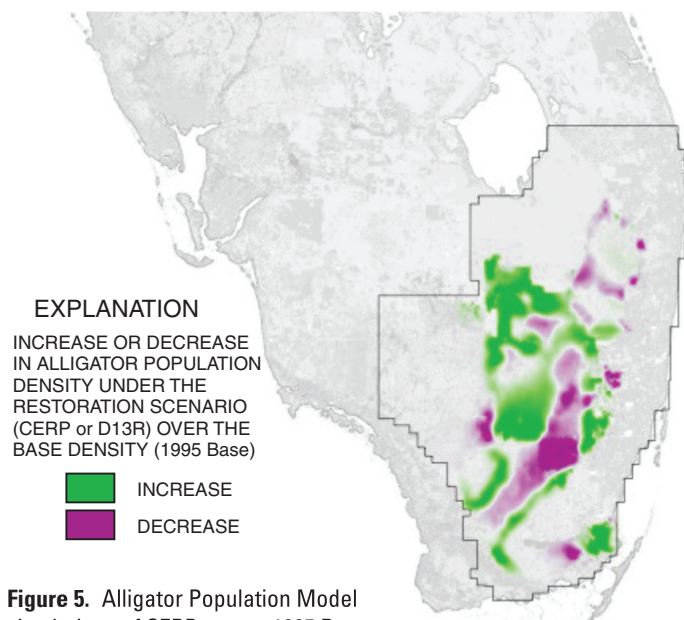 EXPLANATION
INCREASE OR DECREASE
IN ALLIGATOR POPULATION
DENSITY UNDER THE
RESTORATION SCENARIO
(CERP or D13R) OVER THE
BASE DENSITY (1995 Base)
INCREASE
DECREASE
Figure 5. Alligator Population Model